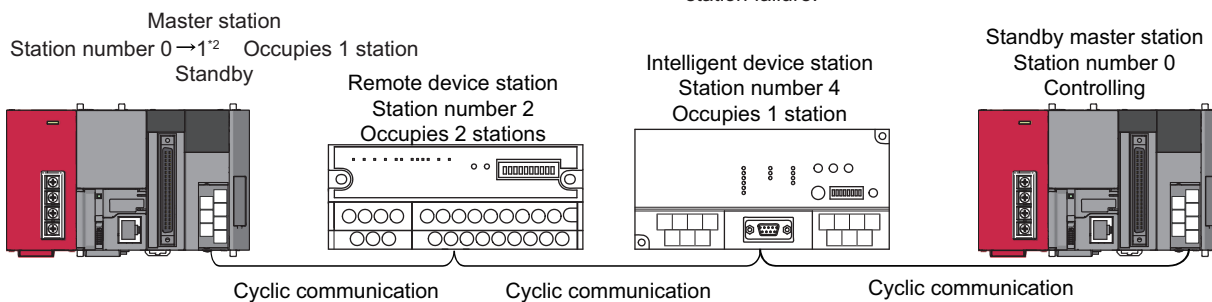 station failure.
Master station
Station number 0→1*2 Occupies 1 station
Standby
Remote device station
Station number 2
Occupies 2 stations
Intelligent device station
Station number 4
Occupies 1 station
Standby master station
Station number 0
Controlling
Cyclic communication
Cyclic communication
Cyclic communication